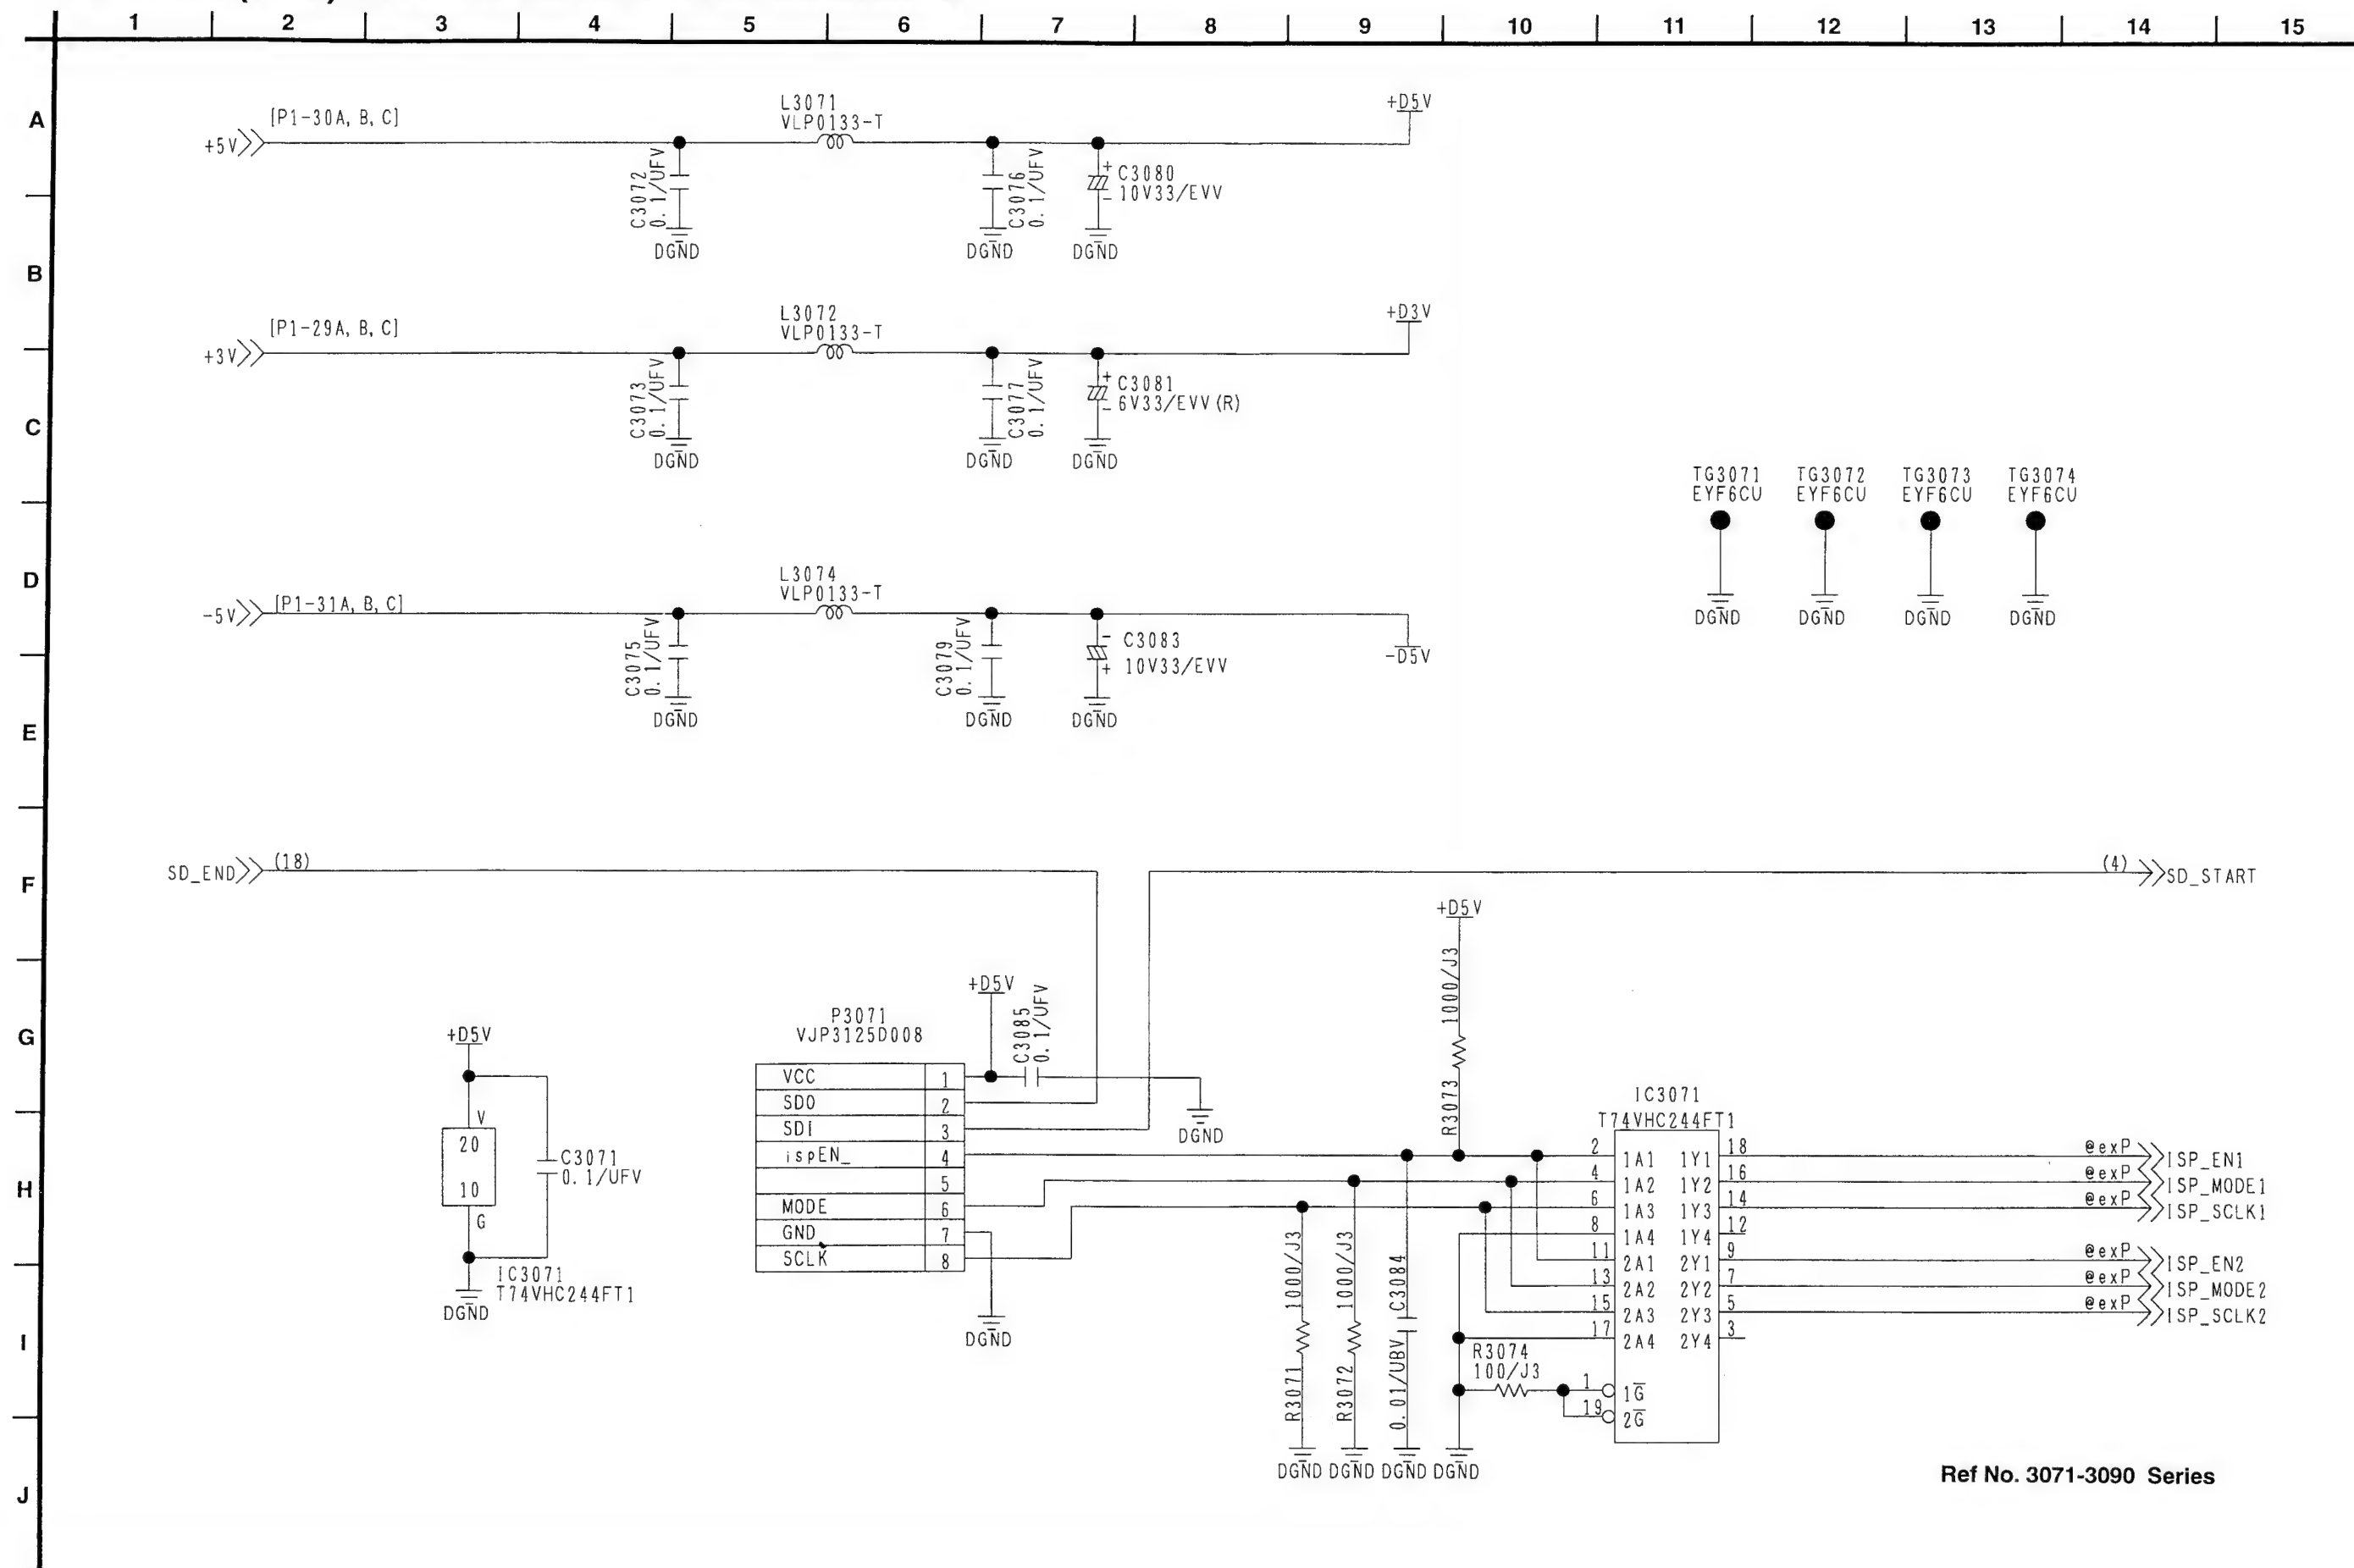 1 2 3 4 5 6 7 8 9 10 11 12 13 14 15
A
B
C
D
E
F
G
H
I
J
+5V
[P1-30A, B, C]
L3071
VLP0133-T
+D5V
C3072
0.1/UFV
C3076
0.1/UFV
+
C3080
- 10V33/EVV
DGND
DGND
DGND
+3V
[P1-29A, B, C]
L3072
VLP0133-T
+D3V
C3073
0.1/UFV
C3077
0.1/UFV
+
C3081
- 6V33/EVV(R)
DGND
DGND
DGND
TG3071
EYF6CU
TG3072
EYF6CU
TG3073
EYF6CU
TG3074
EYF6CU
DGND
DGND
DGND
DGND
-5V
[P1-31A, B, C]
L3074
VLP0133-T
-D5V
C3075
0.1/UFV
C3079
0.1/UFV
-
C3083
+ 10V33/EVV
DGND
DGND
DGND
SD_END
(18)
(4)
SD_START
+D5V
R3073 1000/J3
+D5V
V
20
10
G
C3071
0.1/UFV
IC3071
T74VHC244FT1
DGND
P3071
VJP3125D008
+D5V
C3085
0.1/UFV
DGND
VCC 1
SDO 2
SDI 3
ispEN_ 4
5
MODE 6
GND 7
SCLK 8
DGND
R3071 1000/J3
R3072 1000/J3
0.01/UBV C3084
DGND
DGND
DGND
DGND
R3074
100/J3
IC3071
T74VHC244FT1
2 1A1 1Y1 18 @exP ISP_EN1
4 1A2 1Y2 16 @exP ISP_MODE1
6 1A3 1Y3 14 @exP ISP_SCLK1
8 1A4 1Y4 12
11 2A1 2Y1 9 @exP ISP_EN2
13 2A2 2Y2 7 @exP ISP_MODE2
15 2A3 2Y3 5 @exP ISP_SCLK2
17 2A4 2Y4 3
1 1G̅
19 2G̅
Ref No. 3071-3090 Series